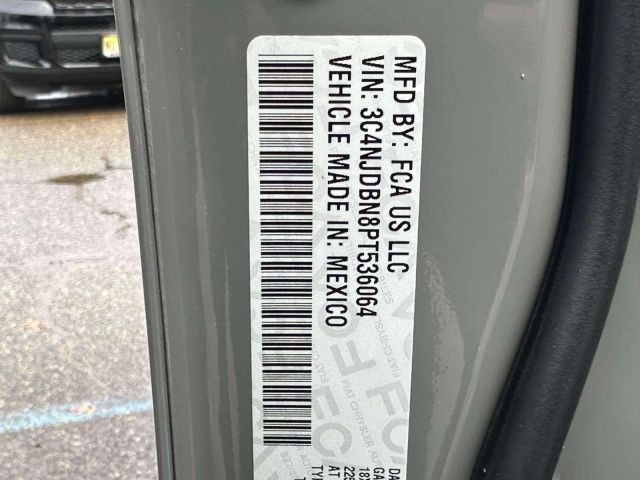 MFD BY: FCA US LLC
VIN: 3C4NJDBN8PT536064
VEHICLE MADE IN: MEXICO